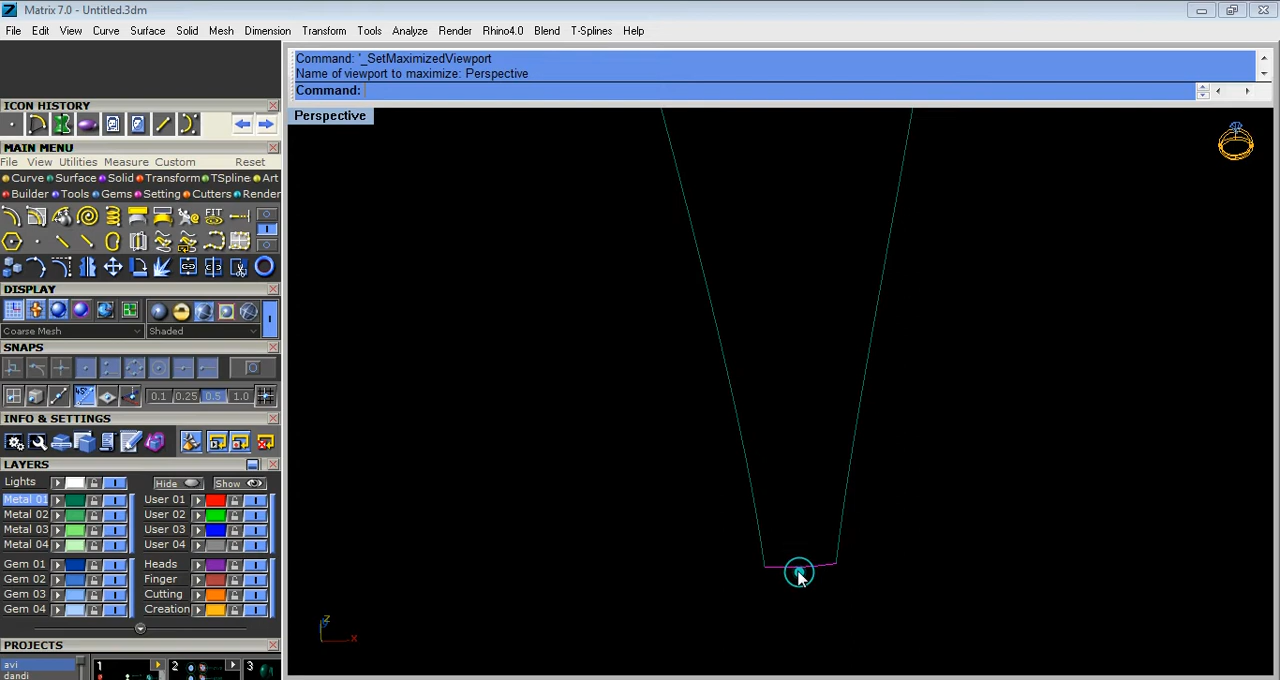 Matrix 7.0 - Untitled.3dm
File Edit View Curve Surface Solid Mesh Dimension Transform Tools Analyze Render Rhino4.0 Blend T-Splines Help
Command: '_SetMaximizedViewport
Name of viewport to maximize: Perspective
Command:
Perspective
ICON HISTORY
MAIN MENU
File View Utilities Measure Custom Reset
Curve Surface Solid Transform TSpline Art
Builder Tools Gems Setting Cutters Render
FIT
DISPLAY
Coarse Mesh Shaded
SNAPS
45°
0.1 0.25 0.5 1.0
INFO & SETTINGS
LAYERS
Lights Hide Show
Metal 01 User 01
Metal 02 User 02
Metal 03 User 03
Metal 04 User 04
Gem 01 Heads
Gem 02 Finger
Gem 03 Cutting
Gem 04 Creation
PROJECTS
avi 1 2 3
dandi
z
x